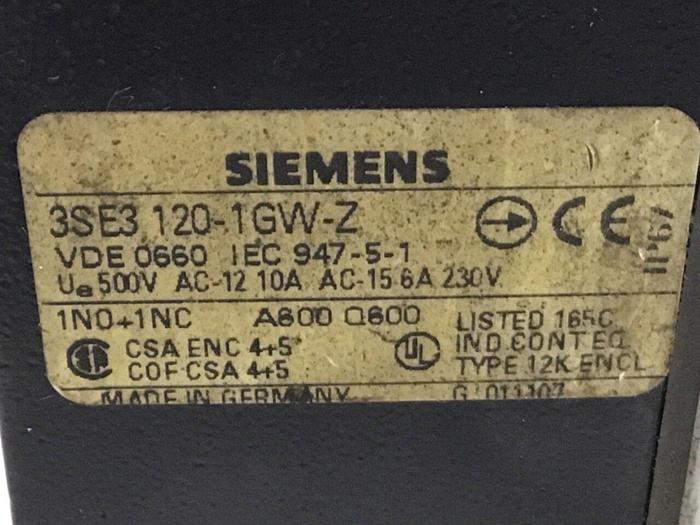 SIEMENS
3SE3 120-1GW-Z
CE
IP67
VDE 0660 IEC 947-5-1
Ue 500V AC-12 10A AC-15 6A 230V
1NO+1NC A600 Q600
LISTED 165C
IND.CONT.EQ.
TYPE 12K ENCL
CSA ENC 4+5
COF CSA 4+5
UL
MADE IN GERMANY